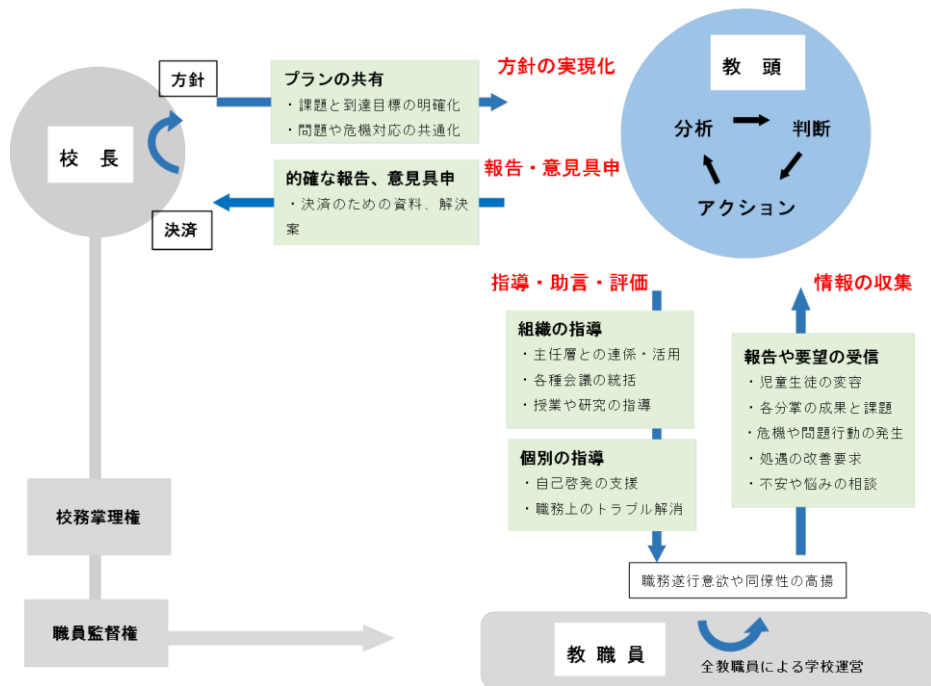 方針
校 長
決済
プランの共有
・課題と到達目標の明確化
・問題や危機対応の共通化
方針の実現化
的確な報告、意見具申
・決済のための資料、解決
案
報告・意見具申
教 頭
分析
判断
アクション
指導・助言・評価
組織の指導
・主任層との連係・活用
・各種会議の統括
・授業や研究の指導
個別の指導
・自己啓発の支援
・職務上のトラブル解消
情報の収集
報告や要望の受信
・児童生徒の変容
・各分掌の成果と課題
・危機や問題行動の発生
・処遇の改善要求
・不安や悩みの相談
校務掌理権
職員監督権
職務遂行意欲や同僚性の高揚
教 職 員
全教職員による学校運営